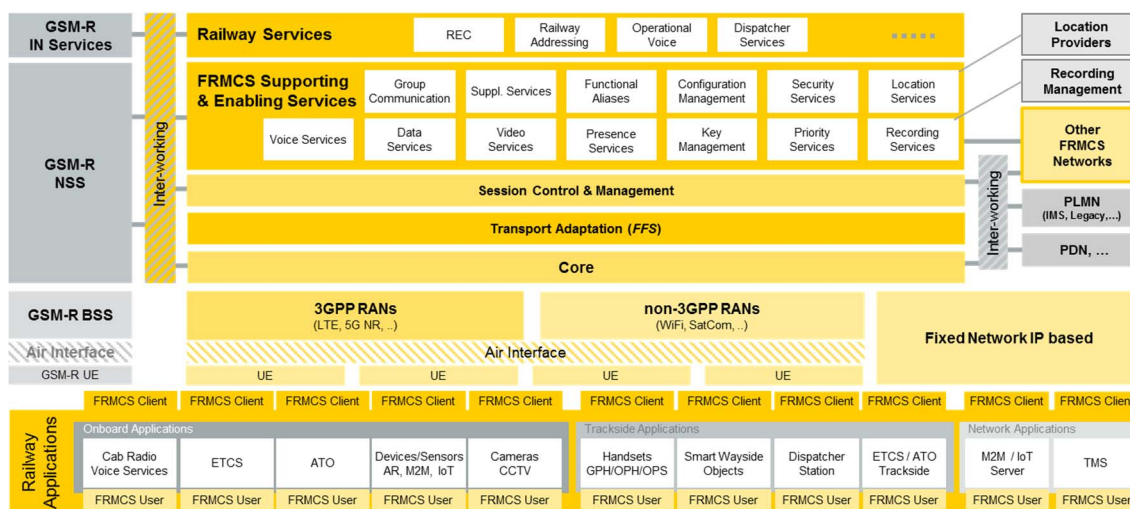 GSM-R
IN Services
GSM-R
NSS
Inter-working
Railway Services
REC
Railway
Addressing
Operational
Voice
Dispatcher
Services
FRMCS Supporting
& Enabling Services
Group
Communication
Suppl. Services
Functional
Aliases
Configuration
Management
Security
Services
Location
Services
Voice Services
Data
Services
Video
Services
Presence
Services
Key
Management
Priority
Services
Recording
Services
Session Control & Management
Transport Adaptation (FFS)
Core
Inter-working
Location
Providers
Recording
Management
Other
FRMCS
Networks
PLMN
(IMS, Legacy,...)
PDN, ...
GSM-R BSS
Air Interface
GSM-R UE
3GPP RANs
(LTE, 5G NR, ..)
non-3GPP RANs
(WiFi, SatCom, ..)
Air Interface
UE
UE
UE
UE
Fixed Network IP based
FRMCS Client
FRMCS Client
FRMCS Client
FRMCS Client
FRMCS Client
FRMCS Client
FRMCS Client
FRMCS Client
FRMCS Client
FRMCS Client
FRMCS Client
Railway
Applications
Onboard Applications
Cab Radio
Voice Services
ETCS
ATO
Devices/Sensors
AR, M2M, IoT
Cameras
CCTV
Trackside Applications
Handsets
GPH/OPH/OPS
Smart Wayside
Objects
Dispatcher
Station
ETCS / ATO
Trackside
Network Applications
M2M / IoT
Server
TMS
FRMCS User
FRMCS User
FRMCS User
FRMCS User
FRMCS User
FRMCS User
FRMCS User
FRMCS User
FRMCS User
FRMCS User
FRMCS User